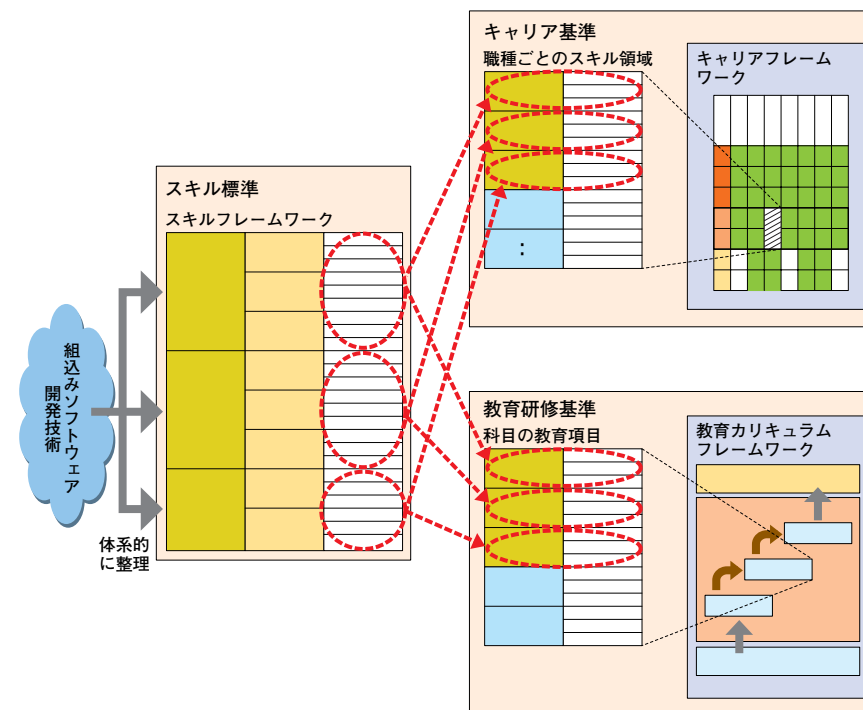 組込みソフトウェア
開発技術
体系的
に整理
スキル標準
スキルフレームワーク
キャリア基準
職種ごとのスキル領域
:
キャリアフレーム
ワーク
教育研修基準
科目の教育項目
教育カリキュラム
フレームワーク